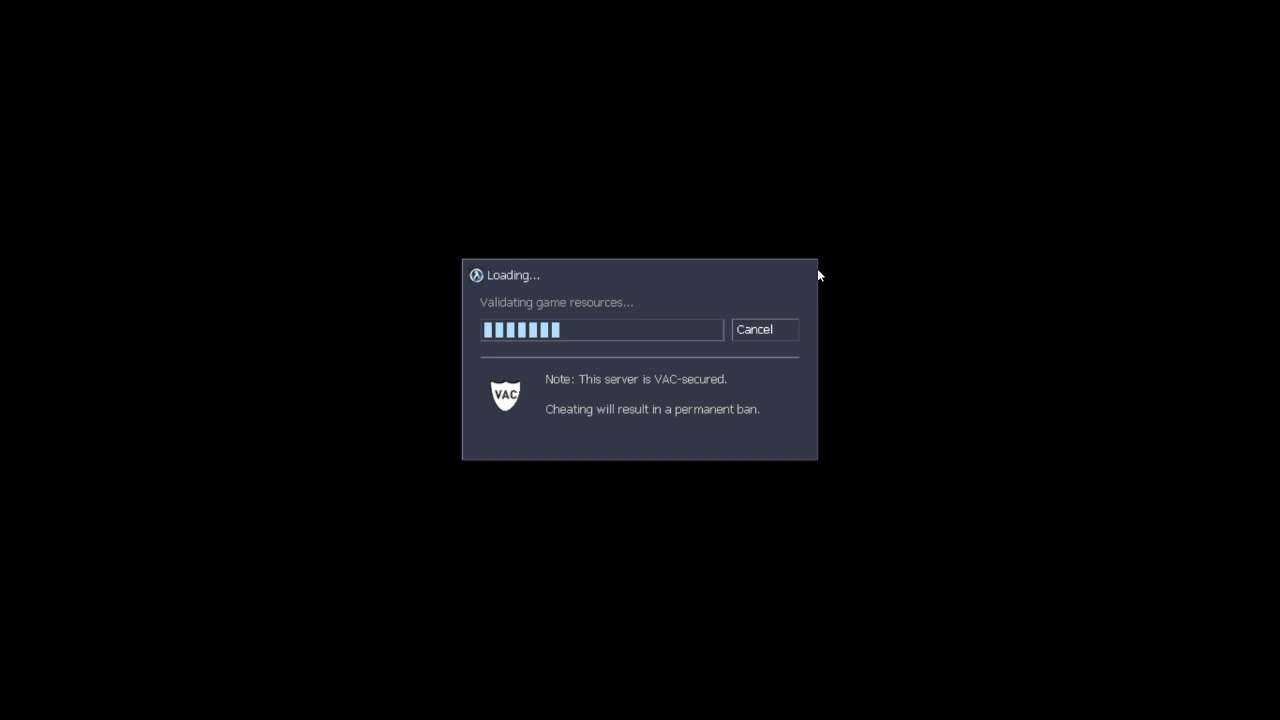 Loading...
Validating game resources...
Cancel
VAC
Note: This server is VAC-secured.
Cheating will result in a permanent ban.